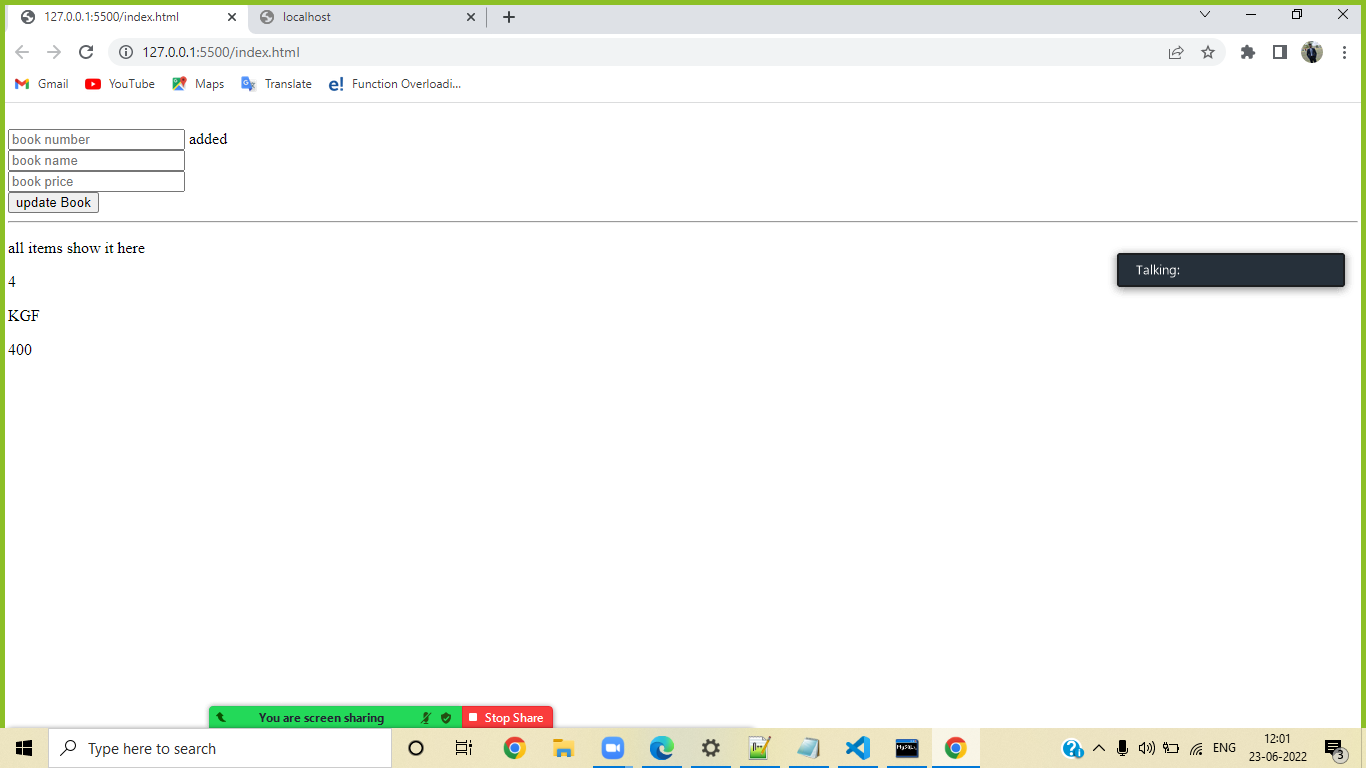 127.0.0.1:5500/index.html
localhost
127.0.0.1:5500/index.html
Gmail YouTube Maps Translate e! Function Overloadi...
book number added
book name
book price
update Book
all items show it here
Talking:
4
KGF
400
You are screen sharing Stop Share
Type here to search
MySQL
ENG
12:01
23-06-2022
3